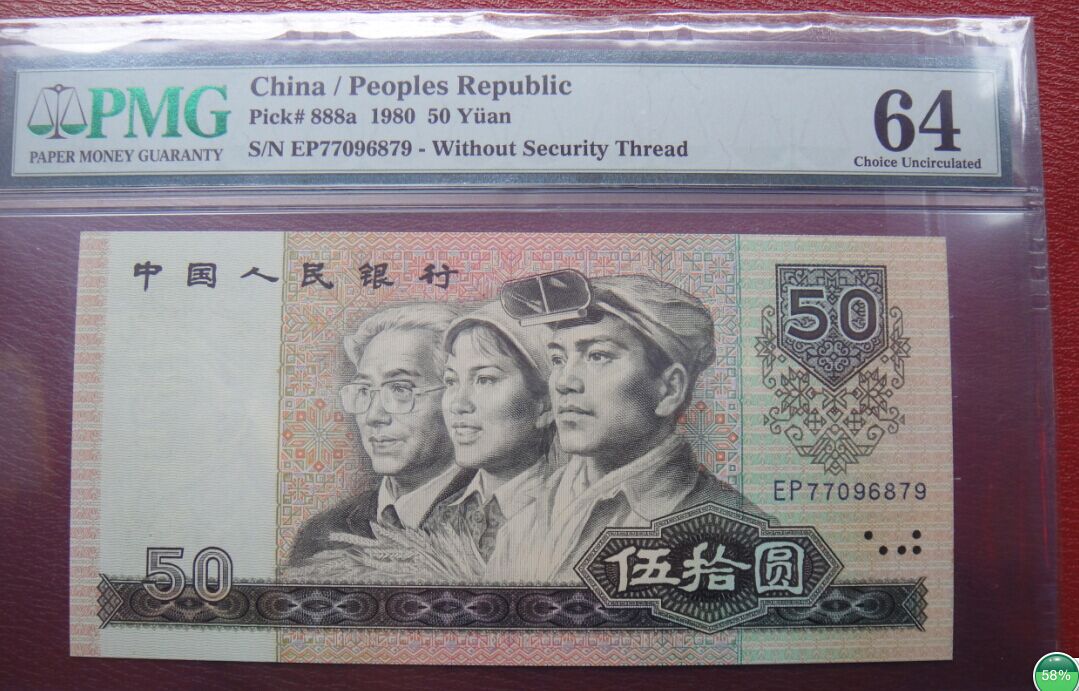 PMG
PAPER MONEY GUARANTY
China / Peoples Republic
Pick# 888a 1980 50 Yüan
S/N EP77096879 - Without Security Thread
64
Choice Uncirculated
中国人民银行
50
EP77096879
50
伍拾圆
58%